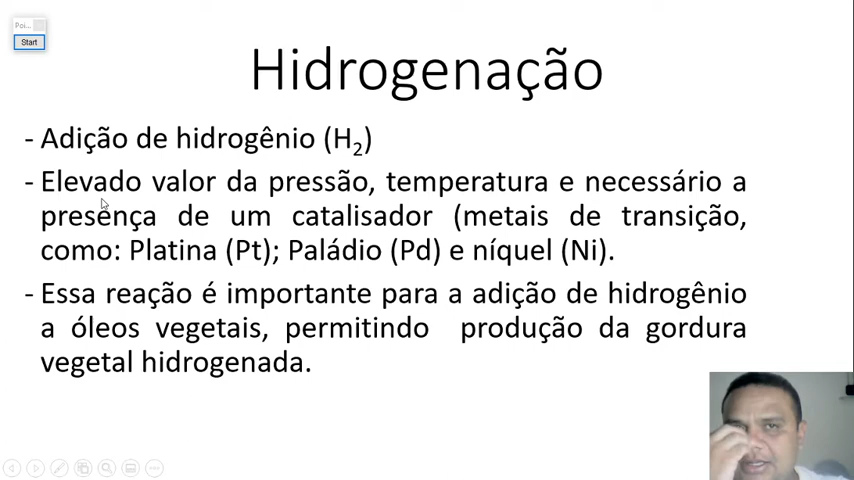 Poi...
Start
Hidrogenação
- Adição de hidrogênio (H₂)
- Elevado valor da pressão, temperatura e necessário a
presença de um catalisador (metais de transição,
como: Platina (Pt); Paládio (Pd) e níquel (Ni).
- Essa reação é importante para a adição de hidrogênio
a óleos vegetais, permitindo produção da gordura
vegetal hidrogenada.